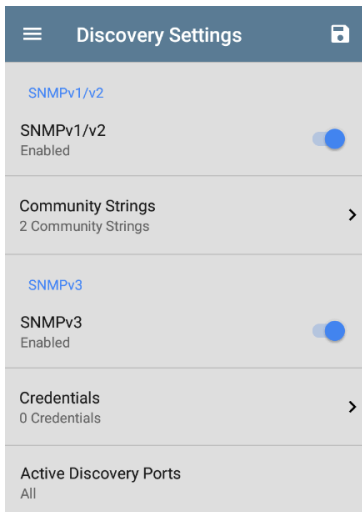 Discovery Settings
SNMPv1/v2
SNMPv1/v2
Enabled
Community Strings
2 Community Strings
SNMPv3
SNMPv3
Enabled
Credentials
0 Credentials
Active Discovery Ports
All